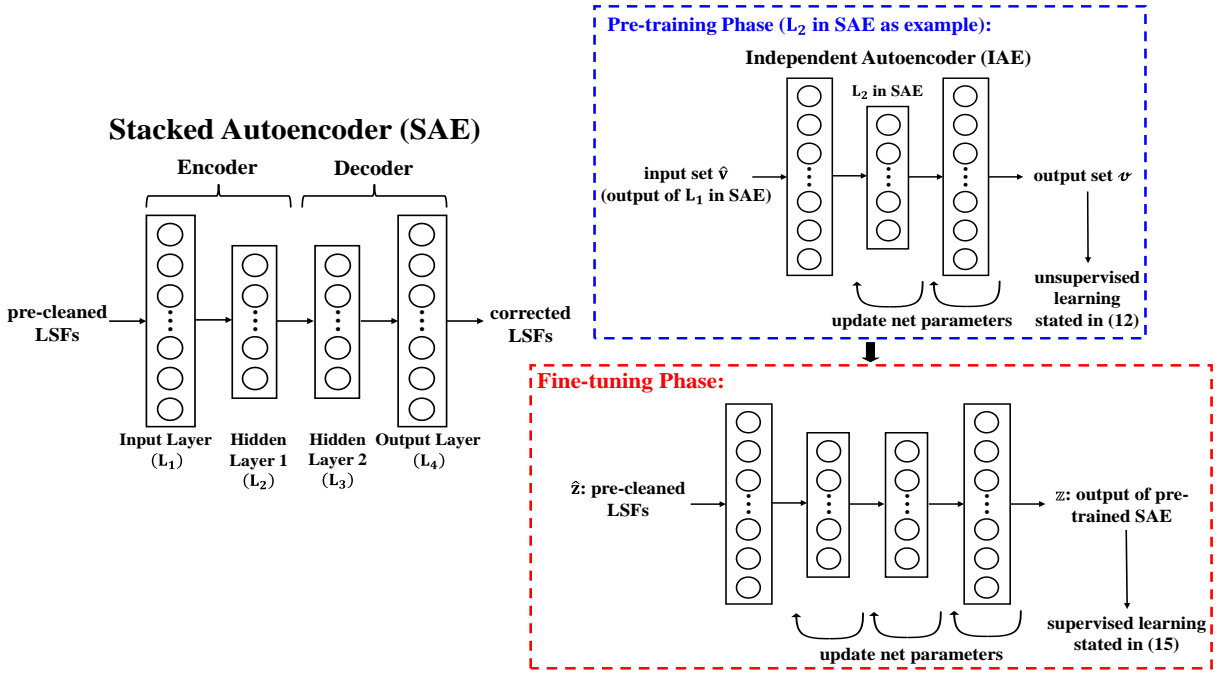 Stacked Autoencoder (SAE)
Encoder
Decoder
pre-cleaned
LSFs
corrected
LSFs
Input Layer
(L₁)
Hidden
Layer 1
(L₂)
Hidden
Layer 2
(L₃)
Output Layer
(L₄)
Pre-training Phase (L₂ in SAE as example):
Independent Autoencoder (IAE)
L₂ in SAE
input set v̂
(output of L₁ in SAE)
output set 𝓋
unsupervised
learning
stated in (12)
update net parameters
Fine-tuning Phase:
ẑ: pre-cleaned
LSFs
𝕫: output of pre-
trained SAE
supervised learning
stated in (15)
update net parameters